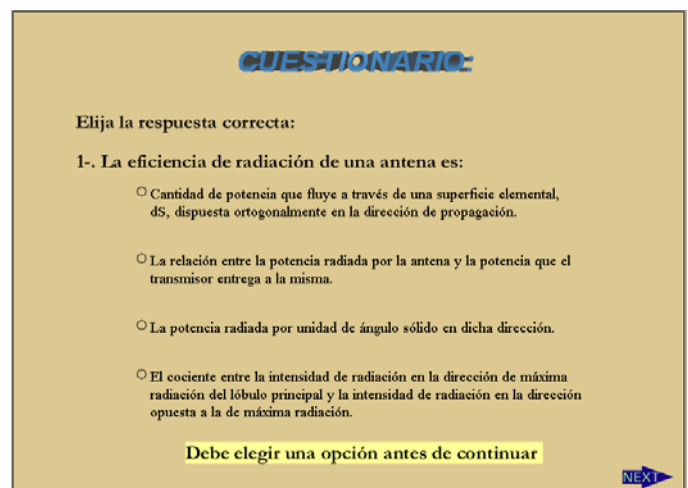 CUESTIONARIO:
Elija la respuesta correcta:
1-. La eficiencia de radiación de una antena es:
Cantidad de potencia que fluye a través de una superficie elemental,
dS, dispuesta ortogonalmente en la dirección de propagación.
La relación entre la potencia radiada por la antena y la potencia que el
transmisor entrega a la misma.
La potencia radiada por unidad de ángulo sólido en dicha dirección.
El cociente entre la intensidad de radiación en la dirección de máxima
radiación del lóbulo principal y la intensidad de radiación en la dirección
opuesta a la de máxima radiación.
Debe elegir una opción antes de continuar
NEXT